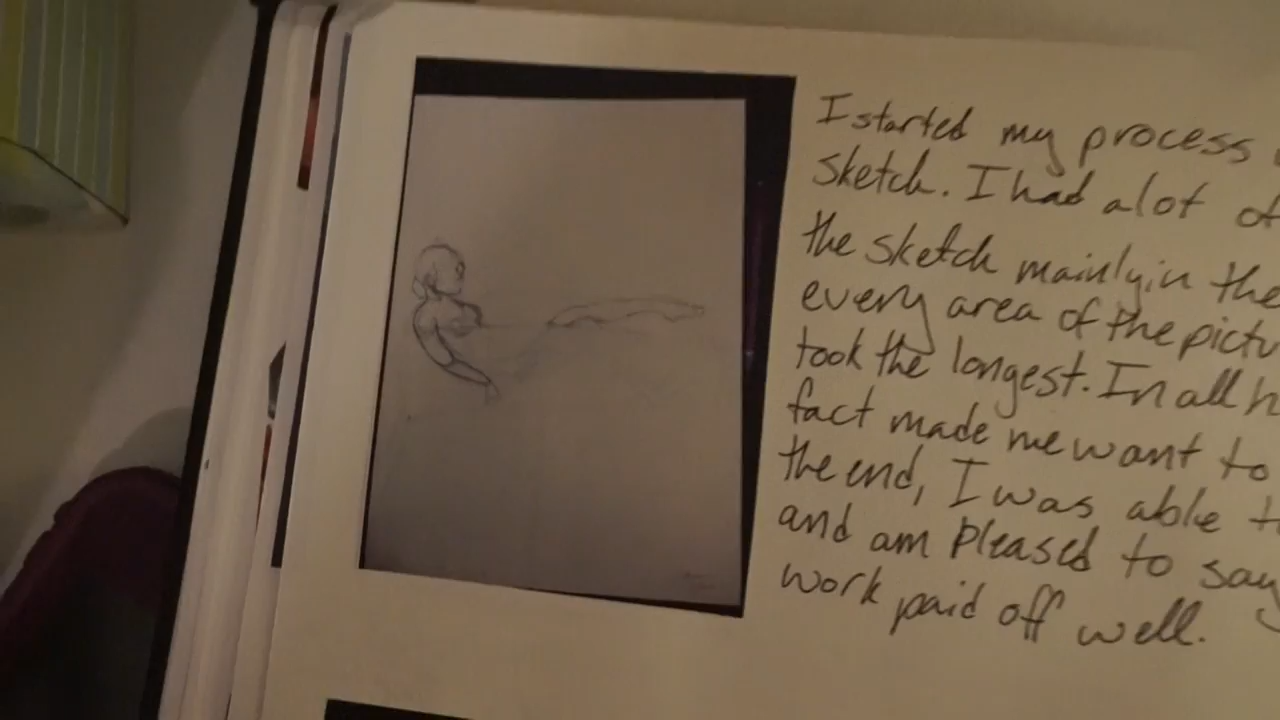 I started my process
sketch. I had alot of
the sketch mainly in the
every area of the pictu
took the longest. In all h
fact made me want to
the end, I was able t
and am pleased to say
work paid off well.